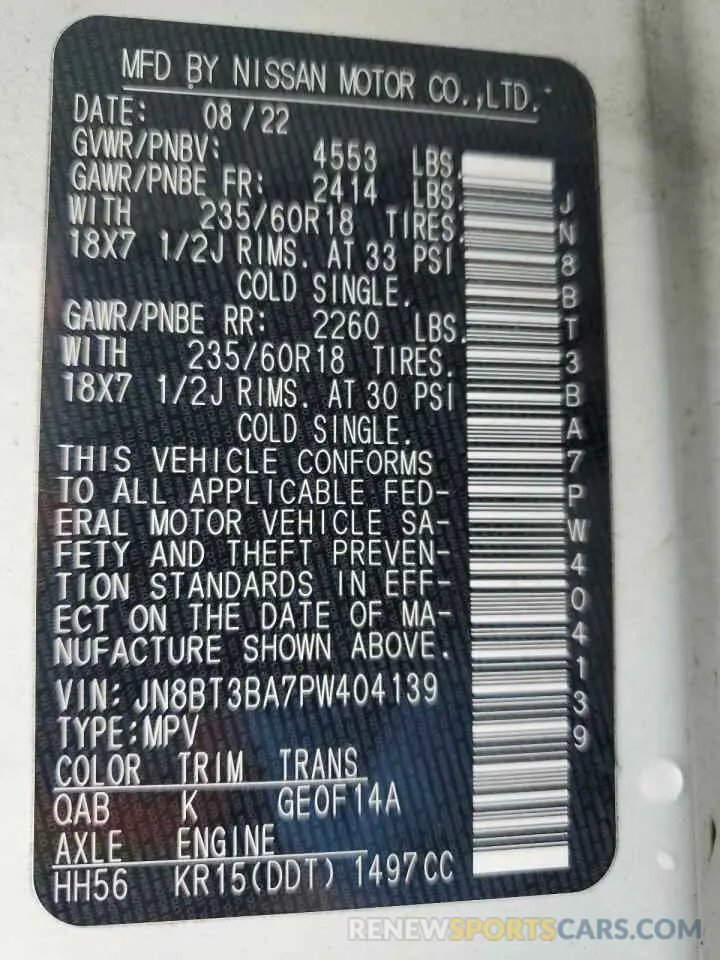 MFD BY NISSAN MOTOR CO.,LTD.
DATE: 08/22
GVWR/PNBV: 4553 LBS.
GAWR/PNBE FR: 2414 LBS.
WITH 235/60R18 TIRES.
18X7 1/2J RIMS. AT 33 PSI
COLD SINGLE.
GAWR/PNBE RR: 2260 LBS.
WITH 235/60R18 TIRES.
18X7 1/2J RIMS. AT 30 PSI
COLD SINGLE.
THIS VEHICLE CONFORMS
TO ALL APPLICABLE FED-
ERAL MOTOR VEHICLE SA-
FETY AND THEFT PREVEN-
TION STANDARDS IN EFF-
ECT ON THE DATE OF MA-
NUFACTURE SHOWN ABOVE.
VIN: JN8BT3BA7PW404139
TYPE:MPV
COLOR TRIM TRANS
QAB K GE0F14A
AXLE ENGINE
HH56 KR15(DDT) 1497CC
JN8BT3BA7PW404139
RENEWSPORTSCARS.COM